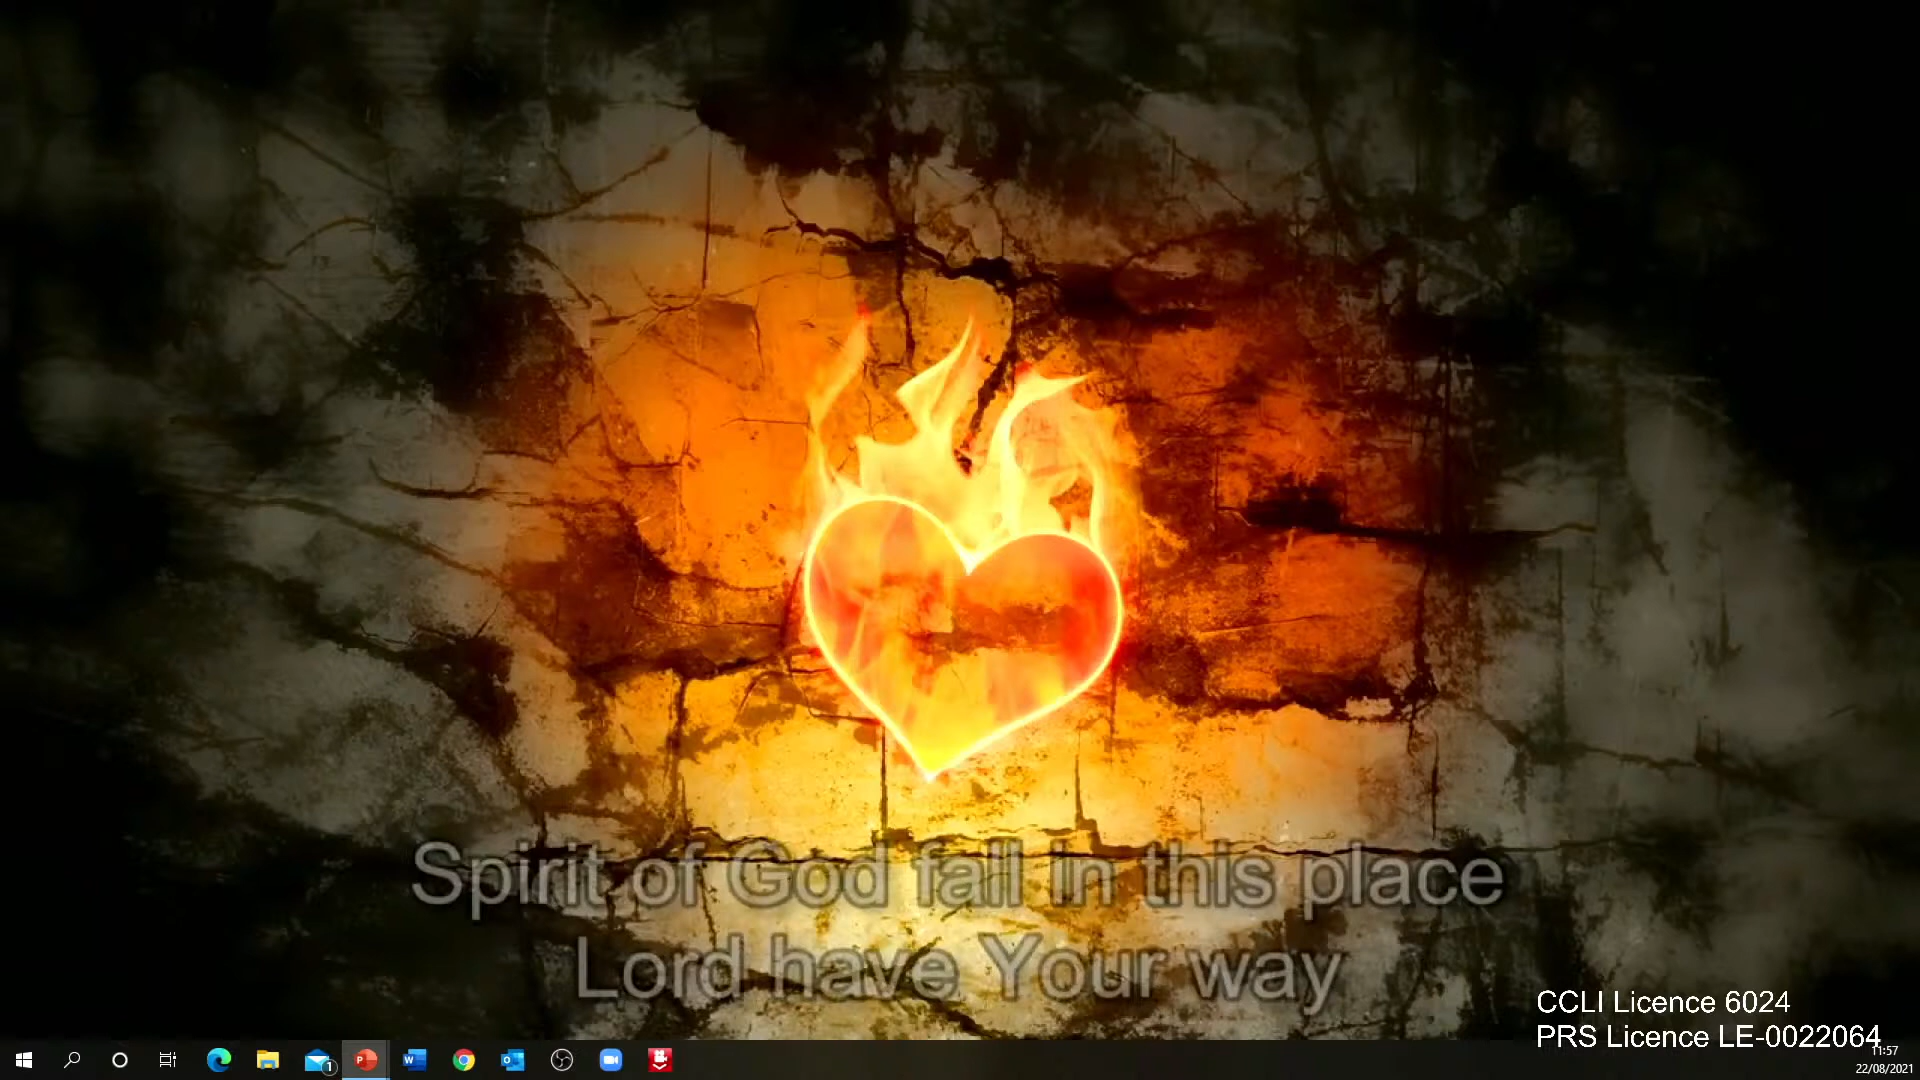 Spirit of God fall in this place
Lord have Your way
CCLI Licence 6024
PRS Licence LE-0022064
1
11:57
22/08/2021